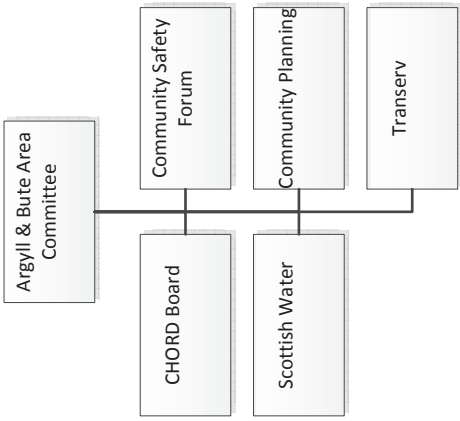 Argyll & Bute Area
Committee
CHORD Board
Community Safety
Forum
Scottish Water
Community Planning
Transerv